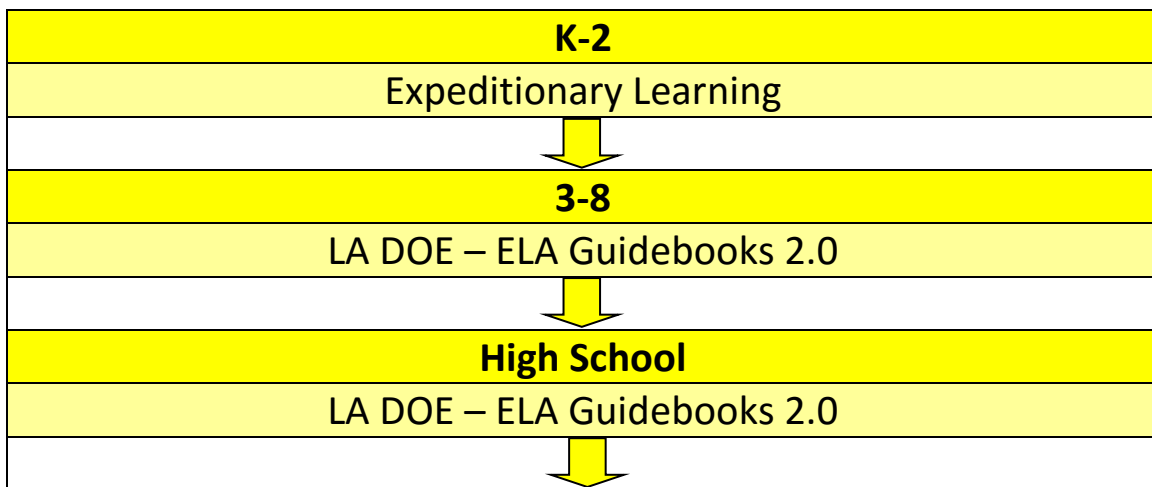 K-2
Expeditionary Learning
3-8
LA DOE – ELA Guidebooks 2.0
High School
LA DOE – ELA Guidebooks 2.0